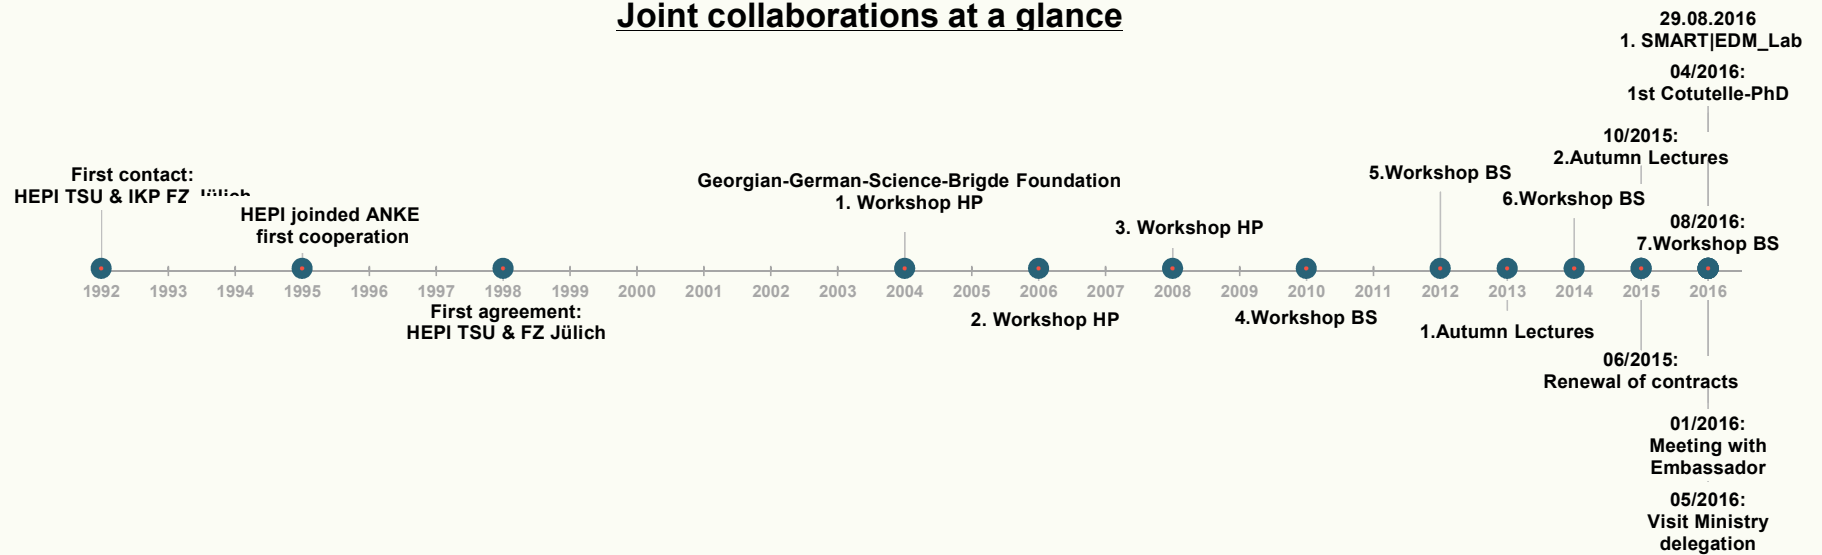 Joint collaborations at a glance
29.08.2016
1. SMART|EDM_Lab
04/2016:
1st Cotutelle-PhD
10/2015:
2.Autumn Lectures
First contact:
HEPI TSU & IKP FZ Jülich
5.Workshop BS
Georgian-German-Science-Brigde Foundation
1. Workshop HP
6.Workshop BS
HEPI joinded ANKE
first cooperation
3. Workshop HP
08/2016:
7.Workshop BS
1992 1993 1994 1995 1996 1997 1998 1999 2000 2001 2002 2003 2004 2005 2006 2007 2008 2009 2010 2011 2012 2013 2014 2015 2016
First agreement:
HEPI TSU & FZ Jülich
2. Workshop HP
4.Workshop BS
1.Autumn Lectures
06/2015:
Renewal of contracts
01/2016:
Meeting with
Embassador
05/2016:
Visit Ministry
delegation